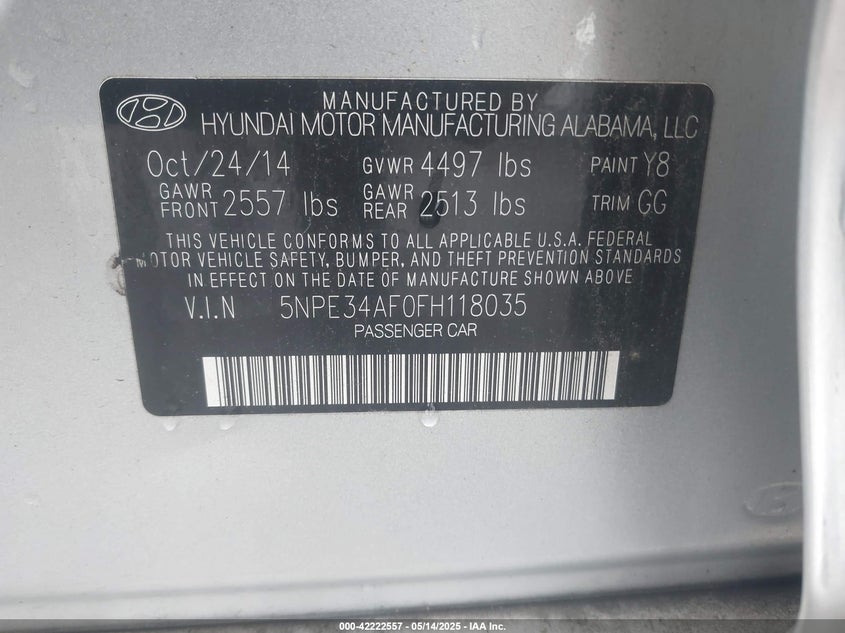 MANUFACTURED BY
HYUNDAI MOTOR MANUFACTURING ALABAMA, LLC
Oct/24/14 GVWR 4497 lbs PAINT Y8
GAWR FRONT 2557 lbs GAWR REAR 2513 lbs TRIM GG
THIS VEHICLE CONFORMS TO ALL APPLICABLE U.S.A. FEDERAL
MOTOR VEHICLE SAFETY, BUMPER, AND THEFT PREVENTION STANDARDS
IN EFFECT ON THE DATE OF MANUFACTURE SHOWN ABOVE
V.I.N 5NPE34AF0FH118035
PASSENGER CAR
000-42222557 - 05/14/2025 - IAA Inc.